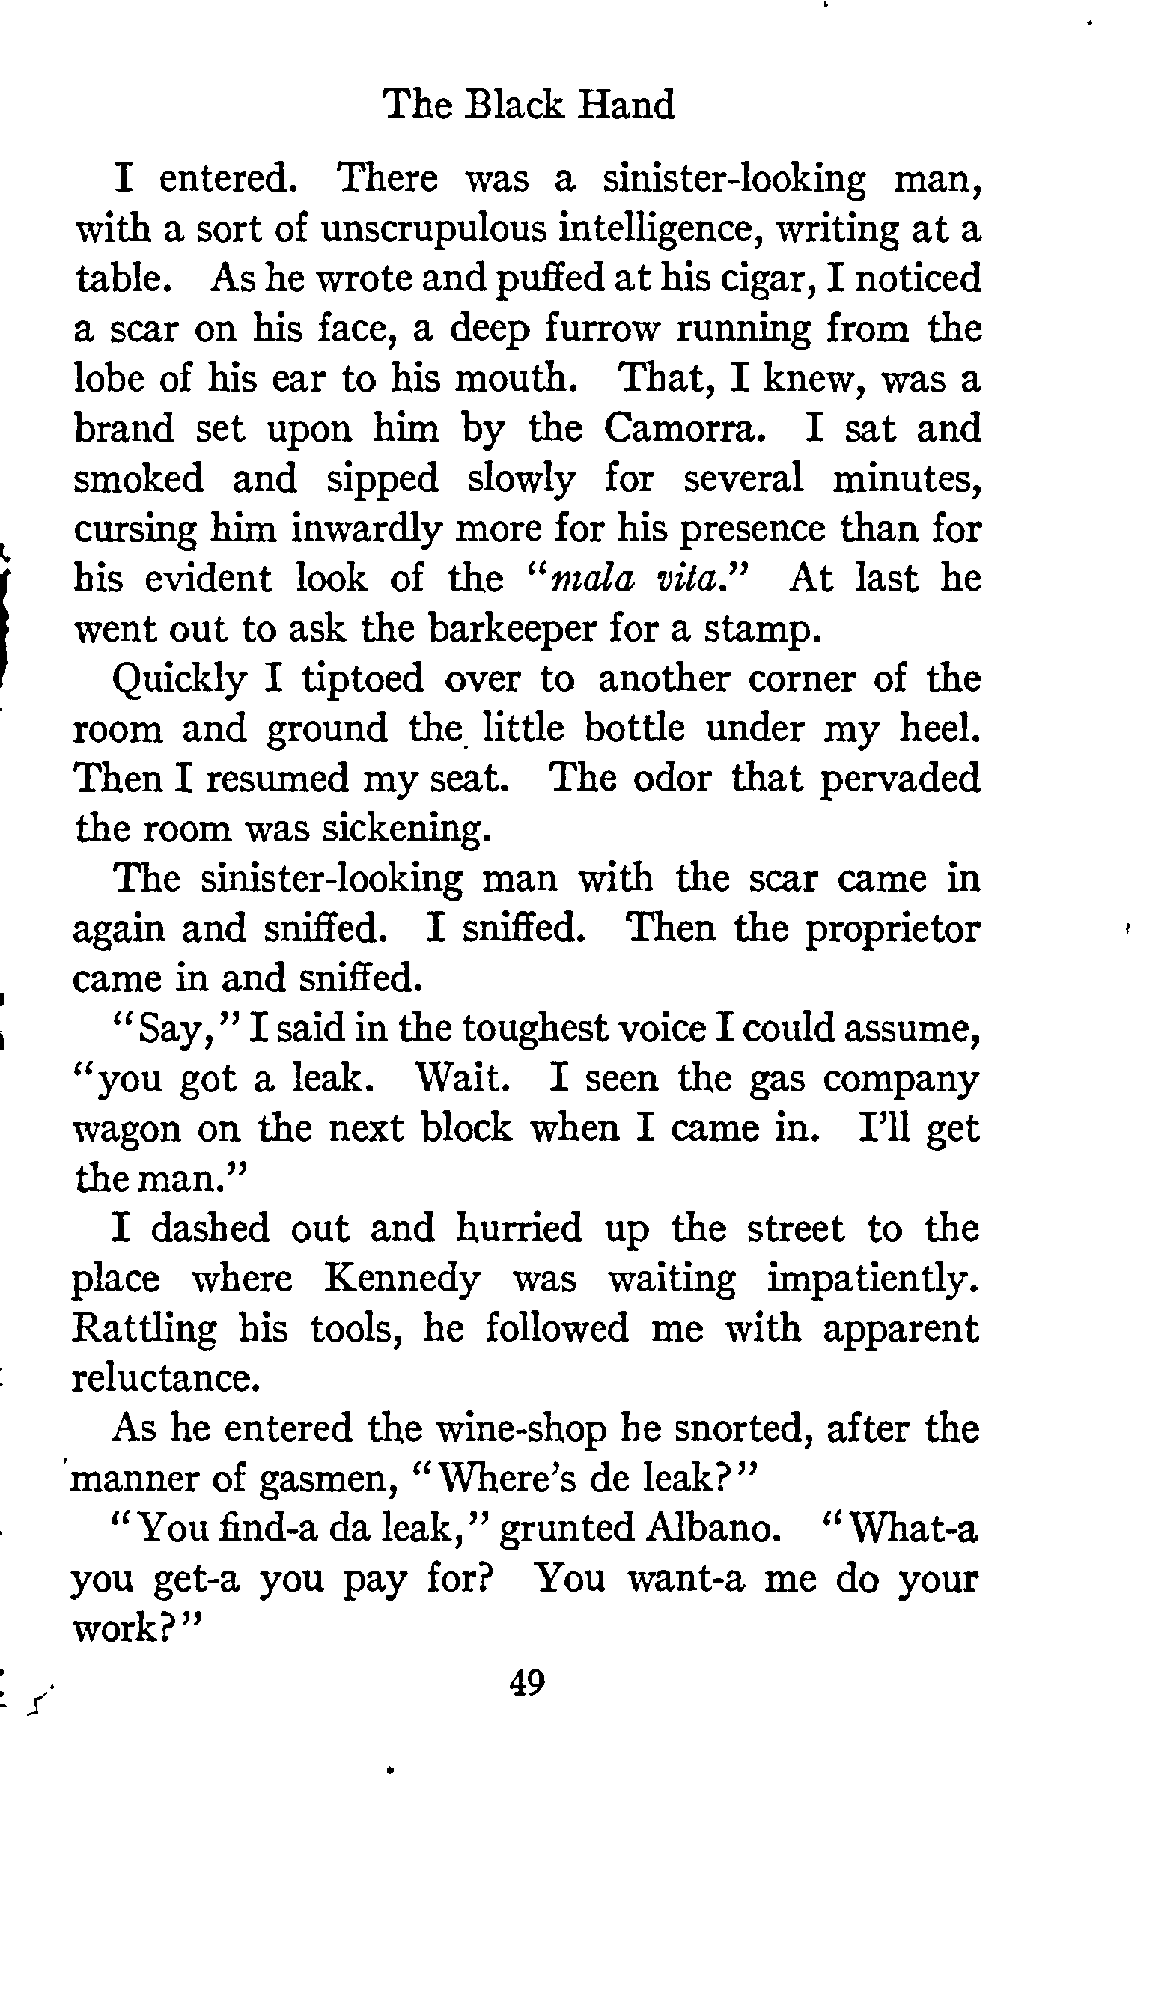 The Black Hand
I entered. There was a sinister-looking man,
with a sort of unscrupulous intelligence, writing at a
table. As he wrote and puffed at his cigar, I noticed
a scar on his face, a deep furrow running from the
lobe of his ear to his mouth. That, I knew, was a
brand set upon him by the Camorra. I sat and
smoked and sipped slowly for several minutes,
cursing him inwardly more for his presence than for
his evident look of the “mala vita.” At last he
went out to ask the barkeeper for a stamp.
Quickly I tiptoed over to another corner of the
room and ground the little bottle under my heel.
Then I resumed my seat. The odor that pervaded
the room was sickening.
The sinister-looking man with the scar came in
again and sniffed. I sniffed. Then the proprietor
came in and sniffed.
“Say,” I said in the toughest voice I could assume,
“you got a leak. Wait. I seen the gas company
wagon on the next block when I came in. I’ll get
the man.”
I dashed out and hurried up the street to the
place where Kennedy was waiting impatiently.
Rattling his tools, he followed me with apparent
reluctance.
As he entered the wine-shop he snorted, after the
manner of gasmen, “Where’s de leak?”
“You find-a da leak,” grunted Albano. “What-a
you get-a you pay for? You want-a me do your
work?”
49